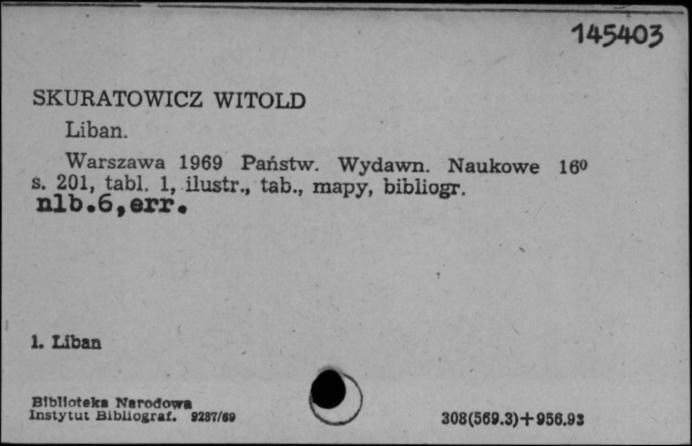 145403
SKURATOWICZ WITOLD
Liban.
Warszawa 1969 Państw. Wydawn. Naukowe 16⁰
s. 201, tabl. 1, ilustr., tab., mapy, bibliogr.
nlb.6,err.
1. Liban
Biblioteka Narodowa
Instytut Bibliograf. 9287/69
308(569.3)+956.93